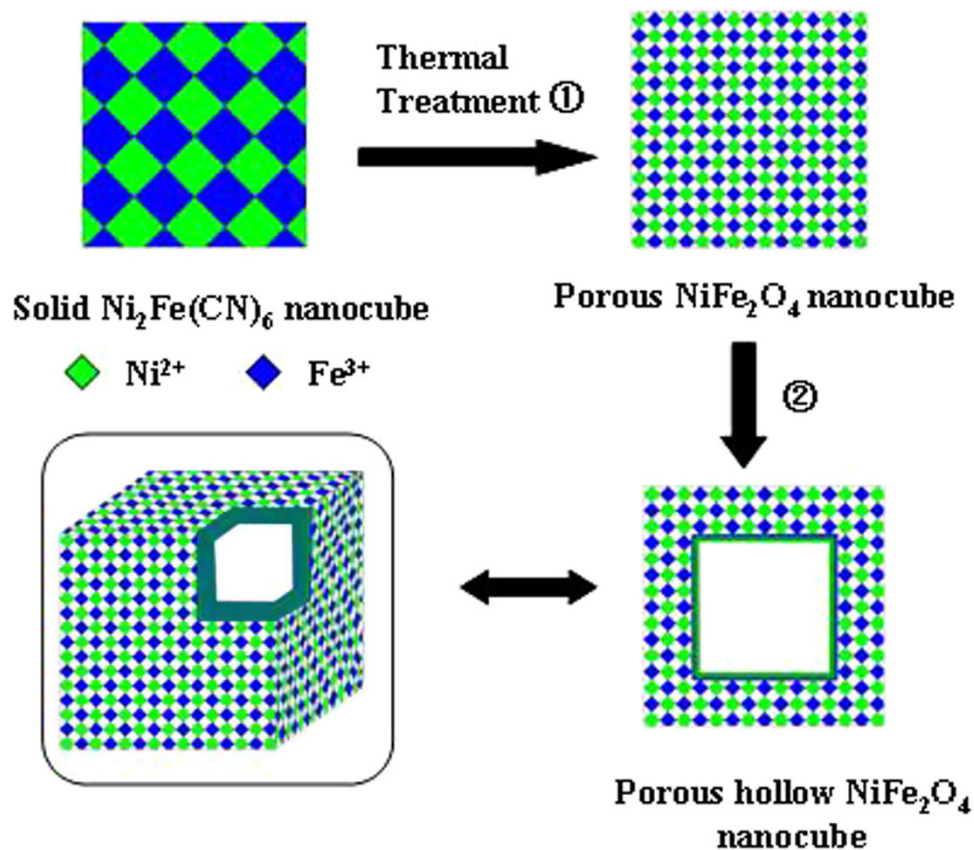 Thermal
Treatment ①
Solid Ni₂Fe(CN)₆ nanocube
Porous NiFe₂O₄ nanocube
Ni²⁺ Fe³⁺
②
Porous hollow NiFe₂O₄
nanocube